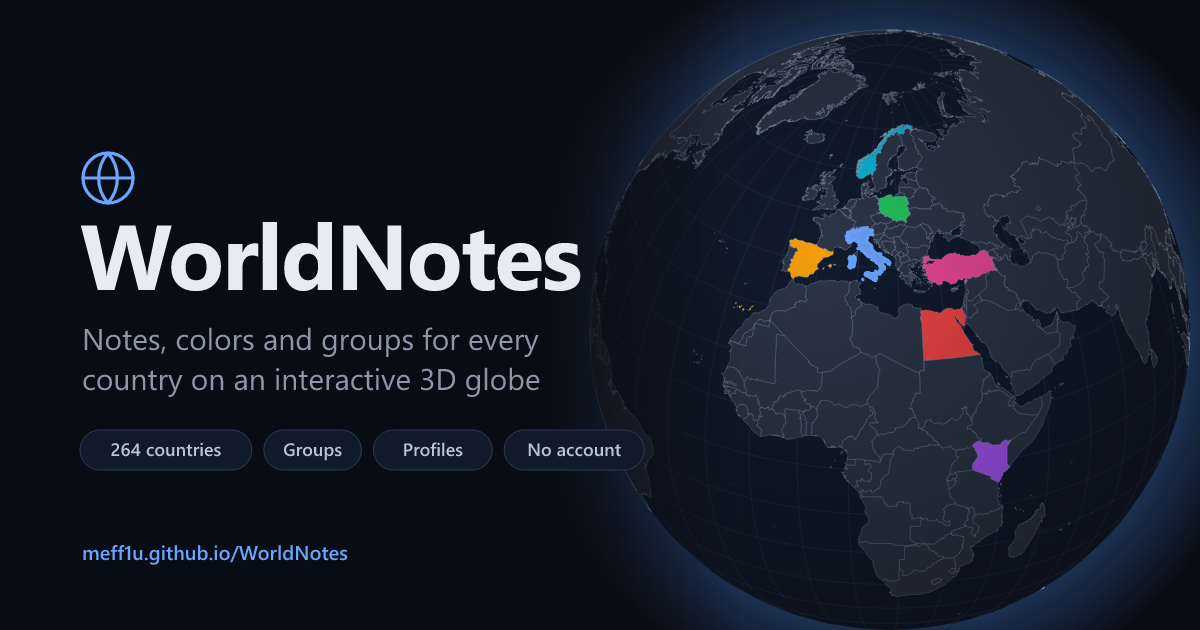 WorldNotes
Notes, colors and groups for every
country on an interactive 3D globe
264 countries
Groups
Profiles
No account
meff1u.github.io/WorldNotes